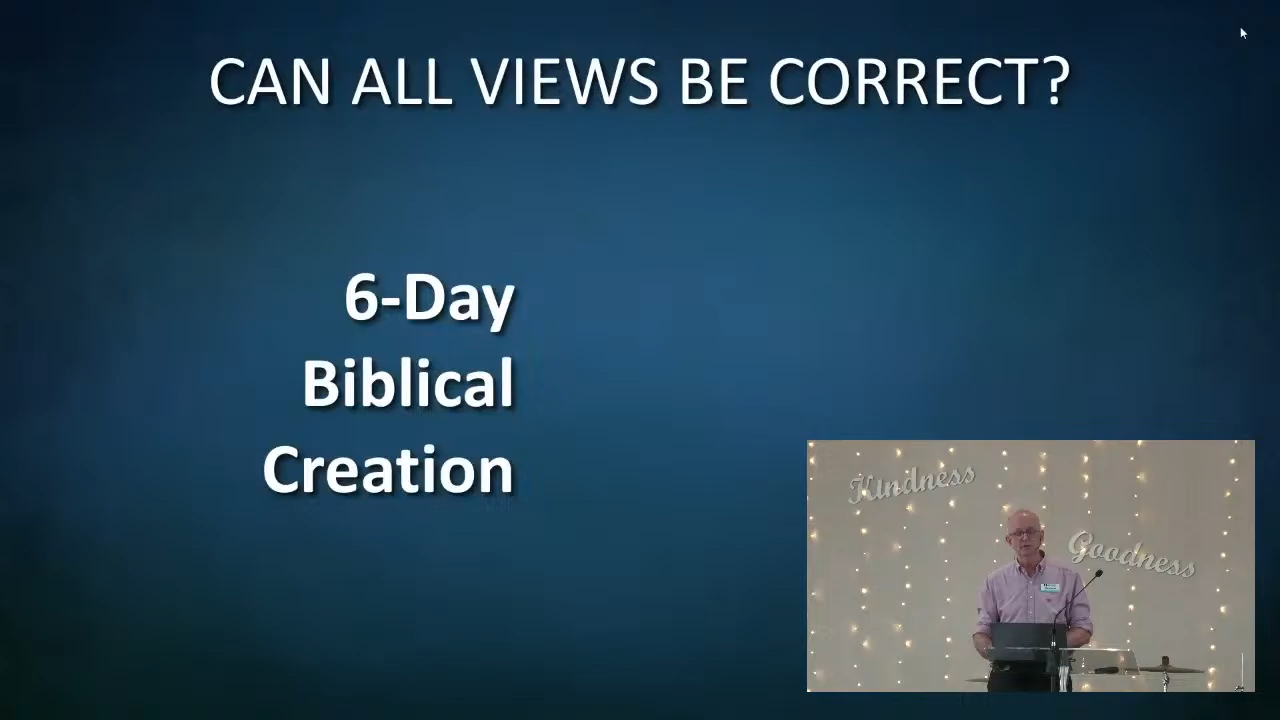 CAN ALL VIEWS BE CORRECT?
6-Day
Biblical
Creation
Kindness
Goodness